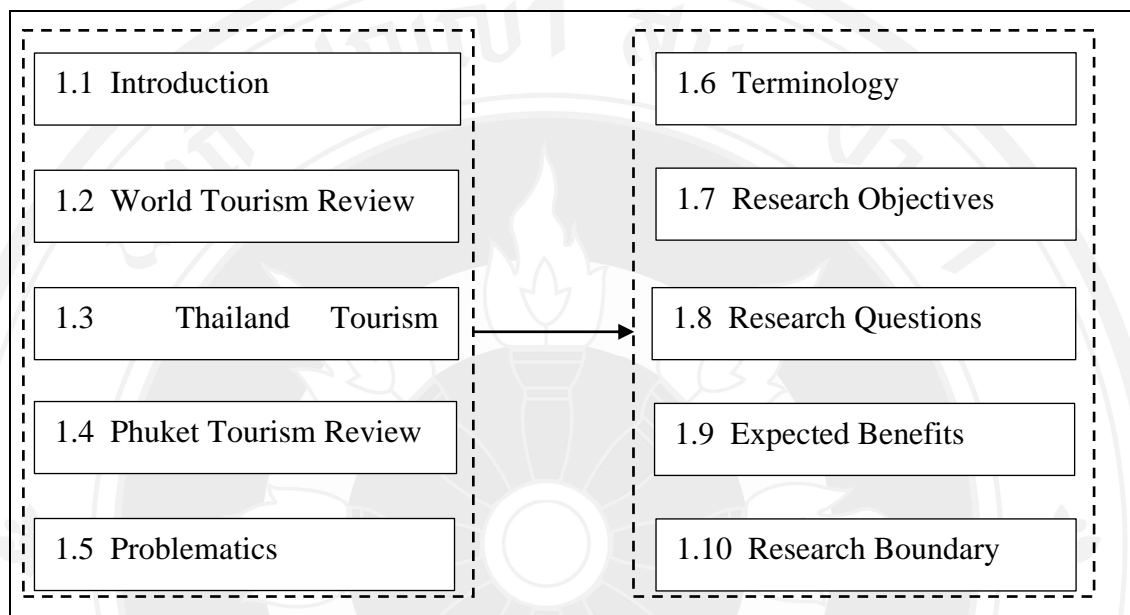 1.1 Introduction
1.2 World Tourism Review
1.3 Thailand Tourism
1.4 Phuket Tourism Review
1.5 Problematics
1.6 Terminology
1.7 Research Objectives
1.8 Research Questions
1.9 Expected Benefits
1.10 Research Boundary